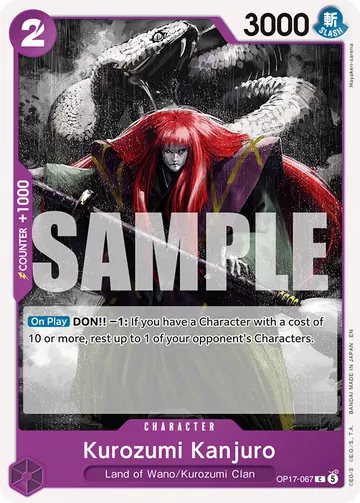 2
3000
斬
SLASH
Hayaken-sarena
COUNTER +1000
SAMPLE
On Play DON!! −1: If you have a Character with a cost of
10 or more, rest up to 1 of your opponent's Characters.
CHARACTER
Kurozumi Kanjuro
Land of Wano/Kurozumi Clan
OP17-067 C 5
©E.O./S. ©E.O./S., T.A. BANDAI MADE IN JAPAN EN